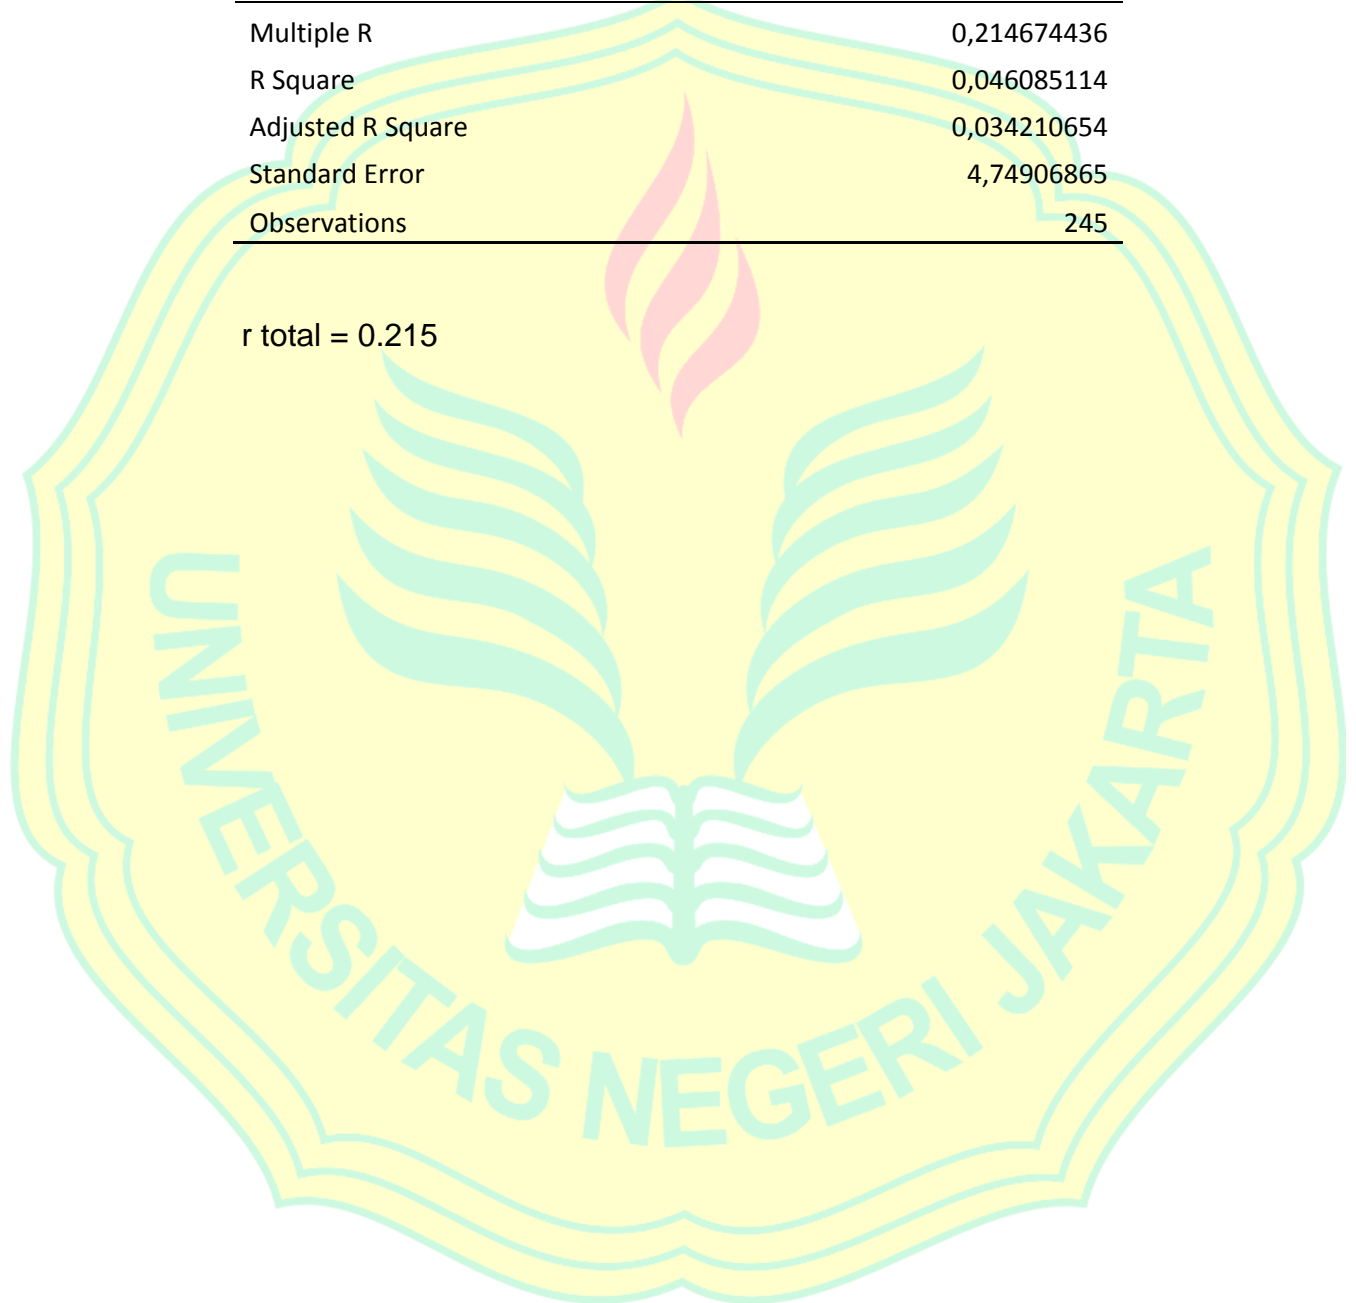 Multiple R 0,214674436
R Square 0,046085114
Adjusted R Square 0,034210654
Standard Error 4,74906865
Observations 245
r total = 0.215
UNIVERSITAS NEGERI JAKARTA